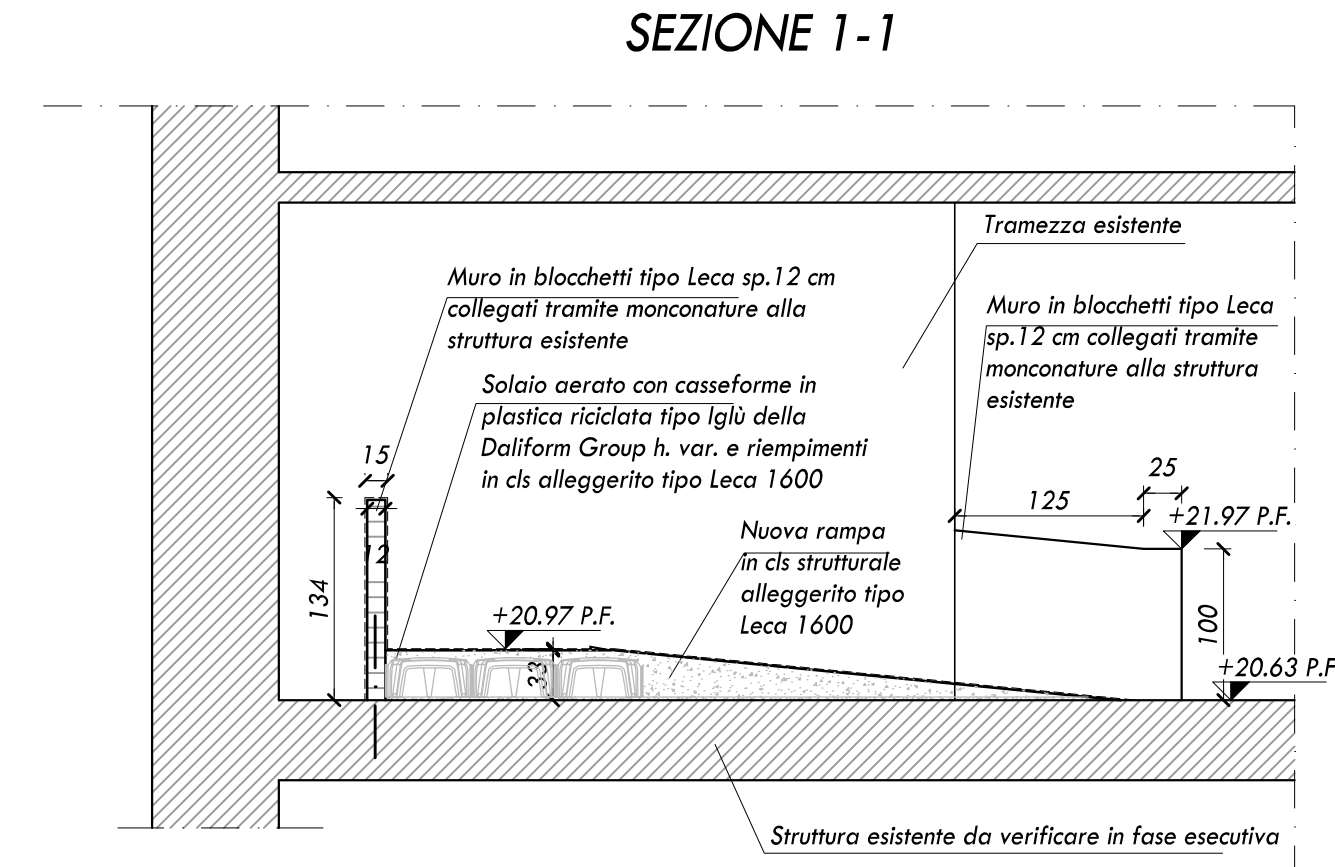 SEZIONE 1-1
Tramezza esistente
Muro in blocchetti tipo Leca sp.12 cm
collegati tramite monconature alla
struttura esistente
Muro in blocchetti tipo Leca
sp.12 cm collegati tramite
monconature alla struttura
esistente
Solaio aerato con casseforme in
plastica riciclata tipo Iglù della
Daliform Group h. var. e riempimenti
in cls alleggerito tipo Leca 1600
15
25
125
+21.97 P.F.
Nuova rampa
in cls strutturale
alleggerito tipo
Leca 1600
12
134
+20.97 P.F.
100
33
+20.63 P.F
Struttura esistente da verificare in fase esecutiva